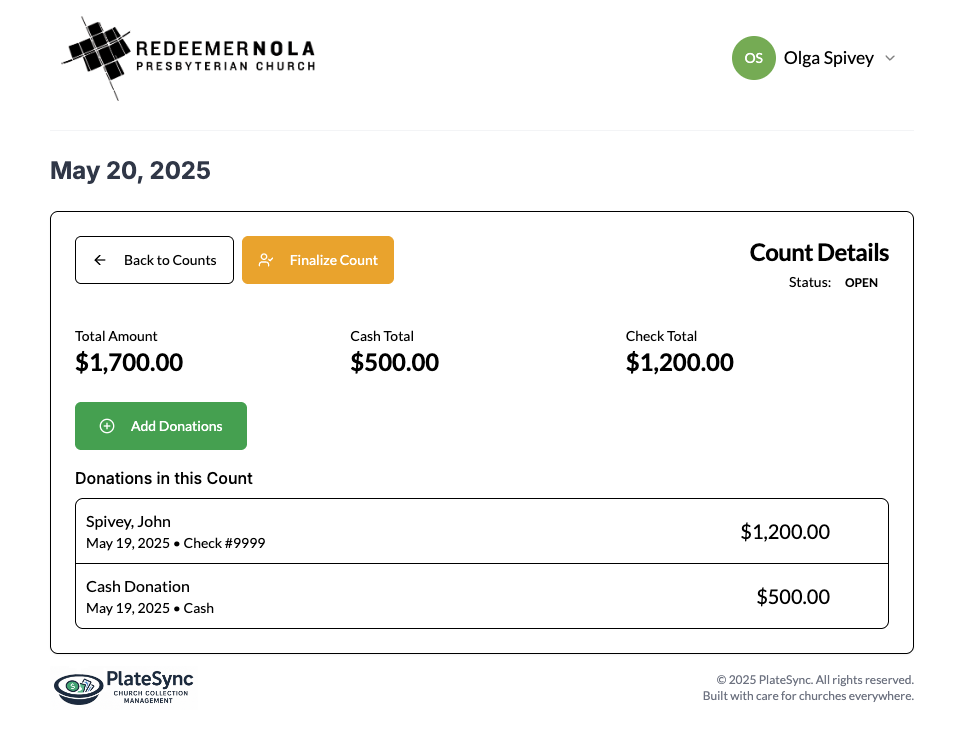 REDEEMERNOLA
PRESBYTERIAN CHURCH
OS
Olga Spivey
May 20, 2025
Back to Counts
Finalize Count
Count Details
Status: OPEN
Total Amount
$1,700.00
Cash Total
$500.00
Check Total
$1,200.00
Add Donations
Donations in this Count
Spivey, John
May 19, 2025 • Check #9999
$1,200.00
Cash Donation
May 19, 2025 • Cash
$500.00
PlateSync
CHURCH COLLECTION
MANAGEMENT
© 2025 PlateSync. All rights reserved.
Built with care for churches everywhere.